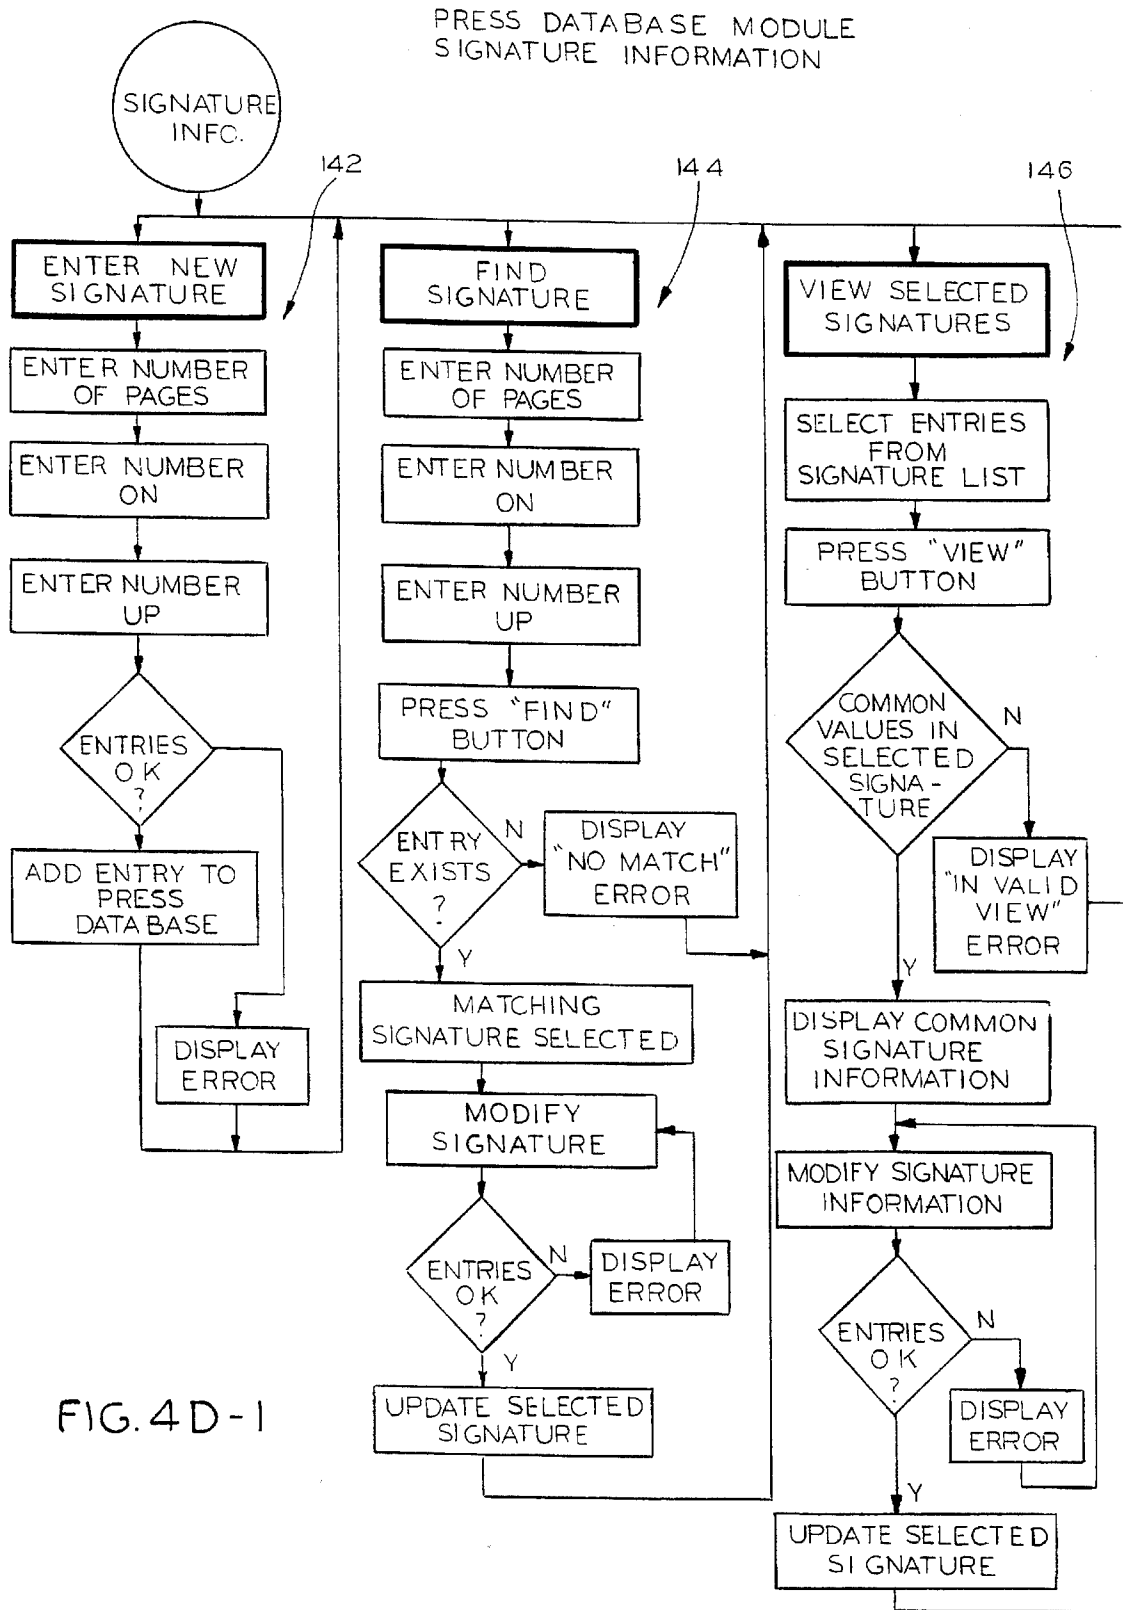 PRESS DATABASE MODULE
SIGNATURE INFORMATION
SIGNATURE
INFO.
142
ENTER NEW
SIGNATURE
ENTER NUMBER
OF PAGES
ENTER NUMBER
ON
ENTER NUMBER
UP
ENTRIES
OK
?
ADD ENTRY TO
PRESS
DATABASE
DISPLAY
ERROR
144
FIND
SIGNATURE
ENTER NUMBER
OF PAGES
ENTER NUMBER
ON
ENTER NUMBER
UP
PRESS "FIND"
BUTTON
ENTRY
EXISTS
?
N
DISPLAY
"NO MATCH"
ERROR
Y
MATCHING
SIGNATURE SELECTED
MODIFY
SIGNATURE
ENTRIES
OK
?
N
DISPLAY
ERROR
Y
UPDATE SELECTED
SIGNATURE
146
VIEW SELECTED
SIGNATURES
SELECT ENTRIES
FROM
SIGNATURE LIST
PRESS "VIEW"
BUTTON
COMMON
VALUES IN
SELECTED
SIGNA-
TURE
N
DISPLAY
"IN VALID
VIEW"
ERROR
Y
DISPLAY COMMON
SIGNATURE
INFORMATION
MODIFY SIGNATURE
INFORMATION
ENTRIES
OK
?
N
DISPLAY
ERROR
Y
UPDATE SELECTED
SIGNATURE
FIG. 4D-1